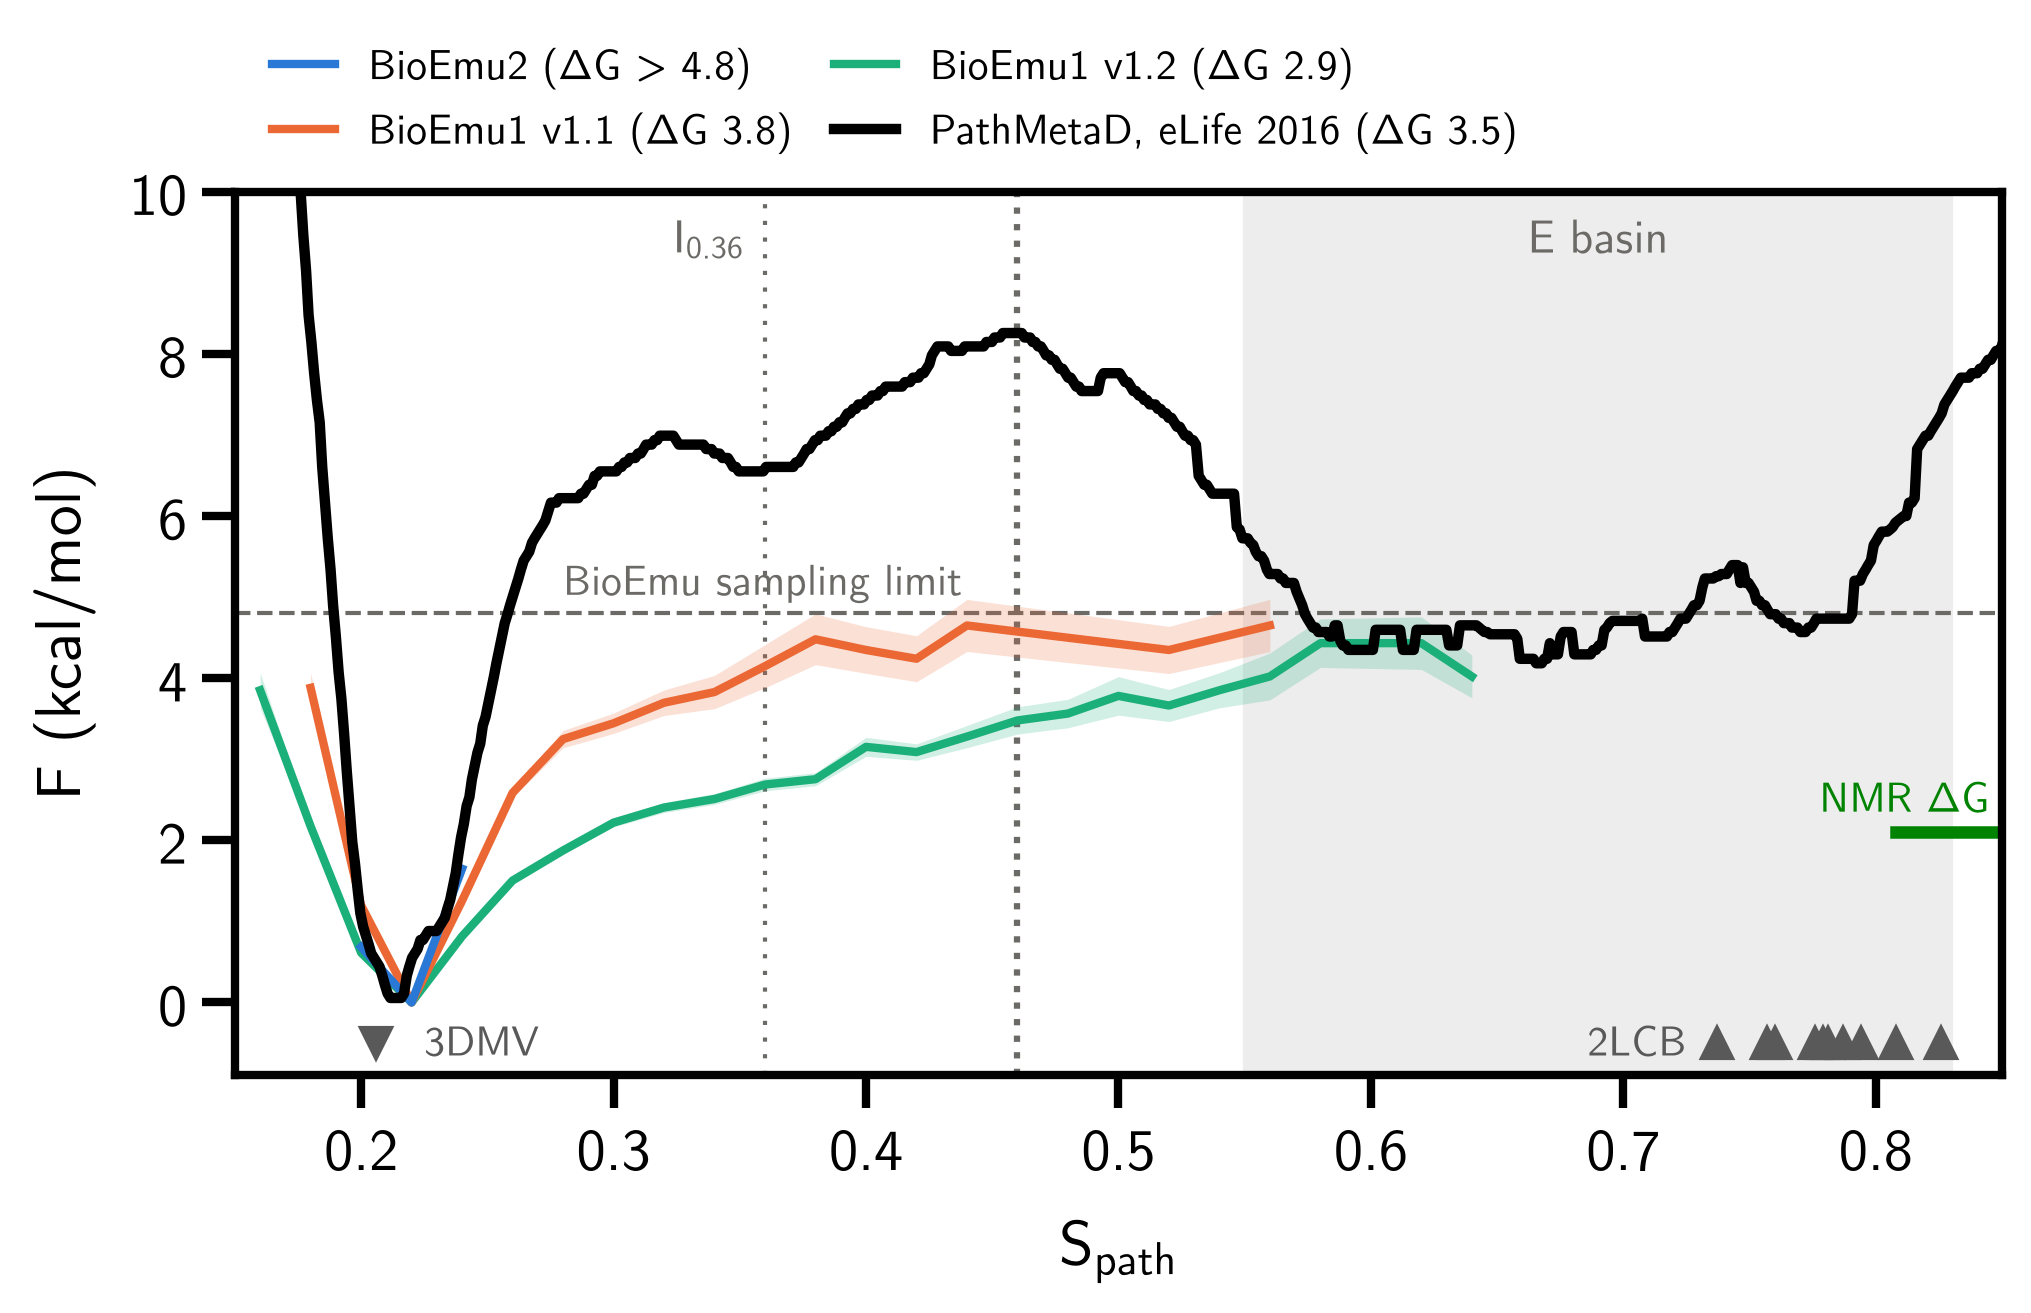 BioEmu2 (ΔG > 4.8)
BioEmu1 v1.1 (ΔG 3.8)
BioEmu1 v1.2 (ΔG 2.9)
PathMetaD, eLife 2016 (ΔG 3.5)
F (kcal/mol)
10
8
6
4
2
0
I0.36
E basin
BioEmu sampling limit
NMR ΔG
3DMV
2LCB
0.2
0.3
0.4
0.5
0.6
0.7
0.8
Spath